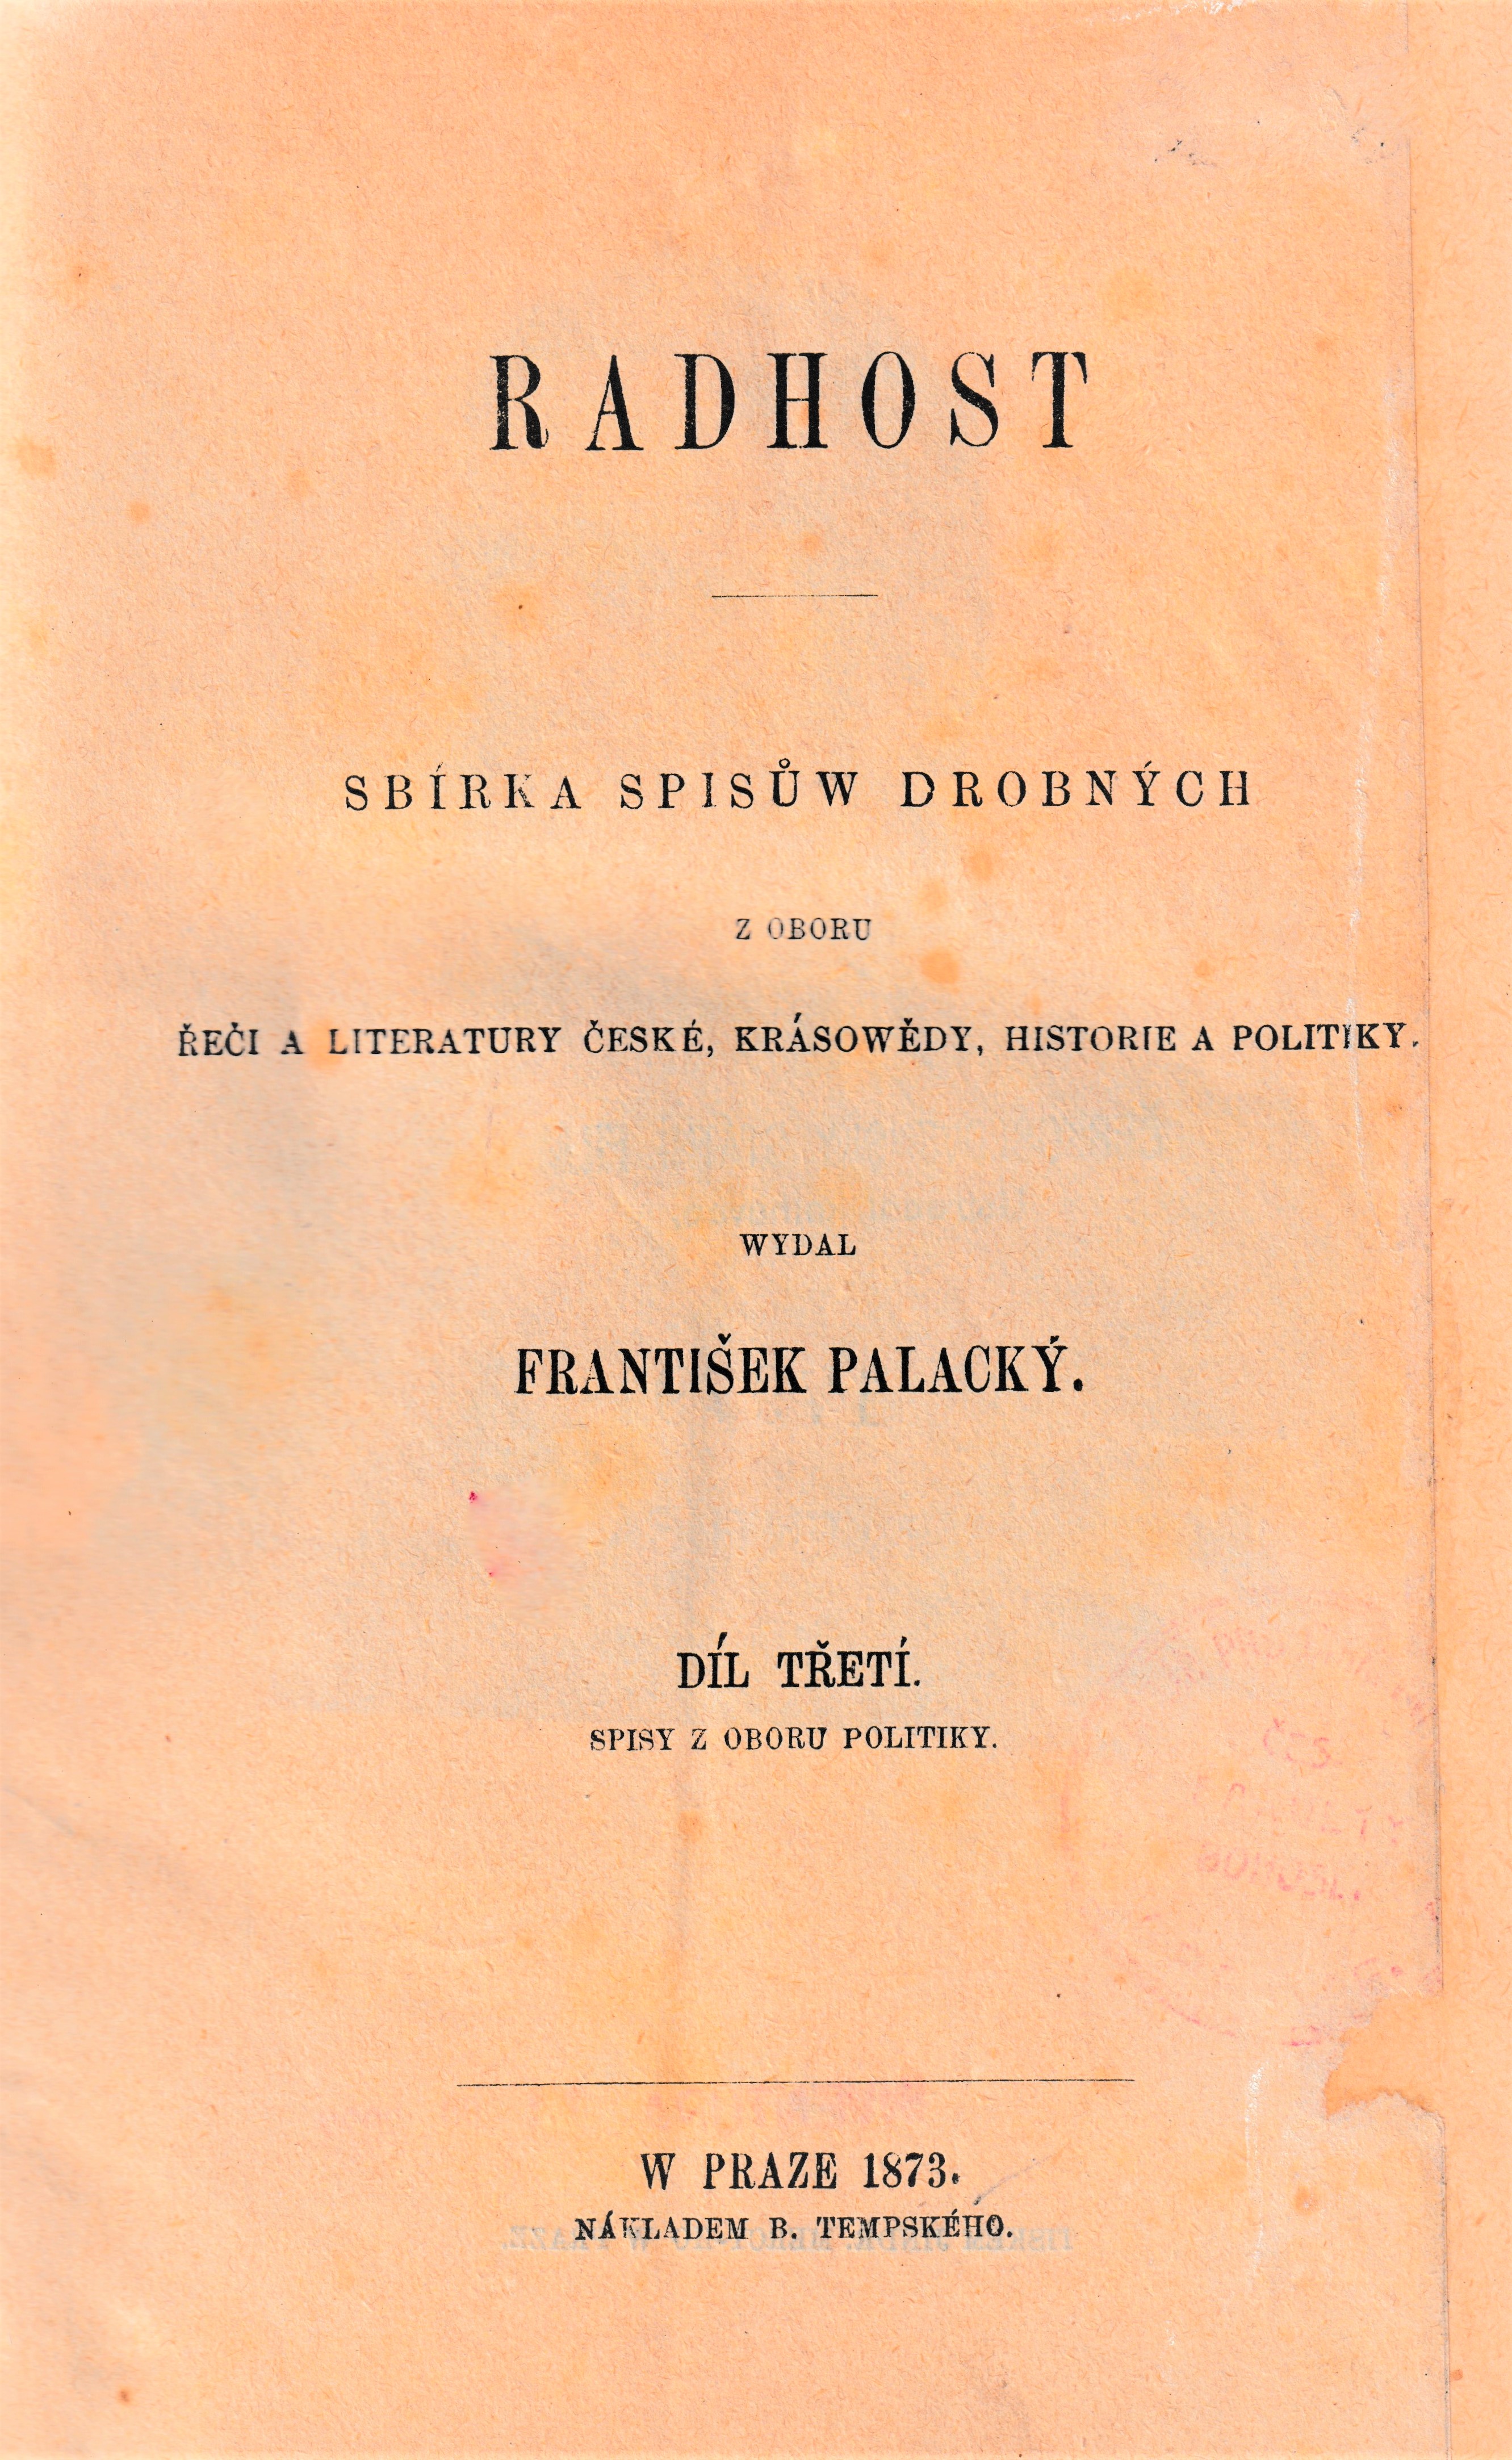 RADHOST
SBÍRKA SPISŮW DROBNÝCH
Z OBORU
ŘEČI A LITERATURY ČESKÉ, KRÁSOWĚDY, HISTORIE A POLITIKY.
WYDAL
FRANTIŠEK PALACKÝ.
DÍL TŘETÍ.
SPISY Z OBORU POLITIKY.
W PRAZE 1873.
NÁKLADEM B. TEMPSKÉHO.